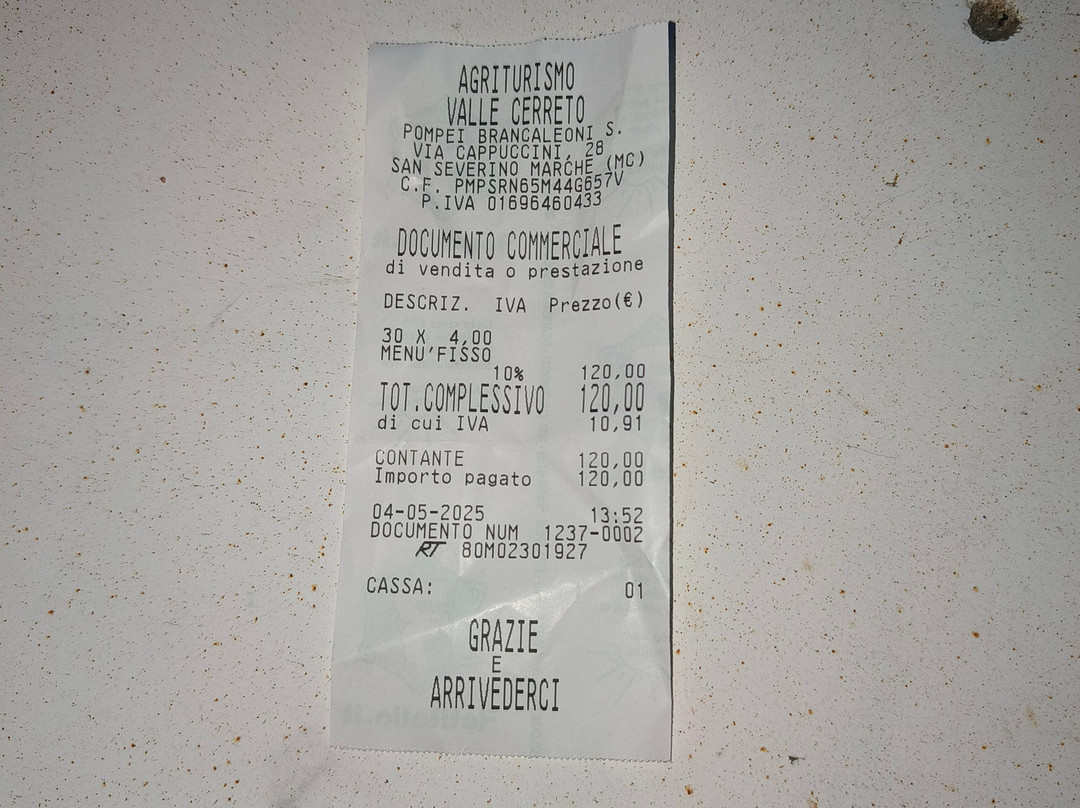 AGRITURISMO
VALLE CERRETO
POMPEI BRANCALEONI S.
VIA CAPPUCCINI, 28
SAN SEVERINO MARCHE (MC)
C.F. PMPSRN65M44G657V
P.IVA 01696460433
DOCUMENTO COMMERCIALE
di vendita o prestazione
DESCRIZ. IVA Prezzo(€)
30 X 4,00
MENU'FISSO
10% 120,00
TOT.COMPLESSIVO 120,00
di cui IVA 10,91
CONTANTE 120,00
Importo pagato 120,00
04-05-2025 13:52
DOCUMENTO NUM 1237-0002
RT 80M02301927
CASSA: 01
GRAZIE
E
ARRIVEDERCI